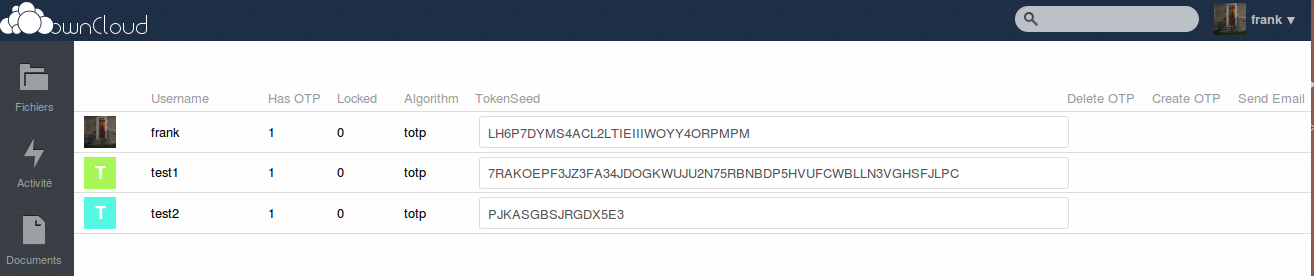 ownCloud
frank ▼
Fichiers
Activité
Documents
Username Has OTP Locked Algorithm TokenSeed Delete OTP Create OTP Send Email
frank 1 0 totp LH6P7DYMS4ACL2LTIEIIIWOYY4ORPMPM
T test1 1 0 totp 7RAKOEPF3JZ3FA34JDOGKWUJU2N75RBNBDP5HVUFCWBLLN3VGHSFJLPC
T test2 1 0 totp PJKASGBSJRGDX5E3